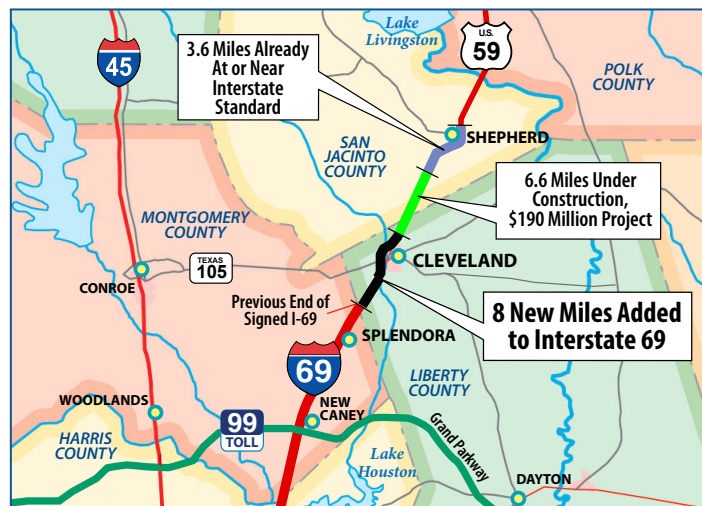 Lake
Livingston
U.S.
59
45
3.6 Miles Already
At or Near
Interstate
Standard
POLK
COUNTY
SHEPHERD
SAN
JACINTO
COUNTY
6.6 Miles Under
Construction,
$190 Million Project
MONTGOMERY
COUNTY
TEXAS
105
CLEVELAND
CONROE
Previous End of
Signed I-69
8 New Miles Added
to Interstate 69
SPLENDORA
69
LIBERTY
COUNTY
WOODLANDS
NEW
CANEY
99
TOLL
HARRIS
COUNTY
Grand Parkway
Lake
Houston
DAYTON